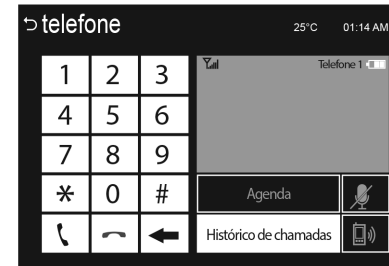 telefone 25°C 01:14 AM
Telefone 1
1 2 3
4 5 6
7 8 9
* 0 #
Agenda
Histórico de chamadas